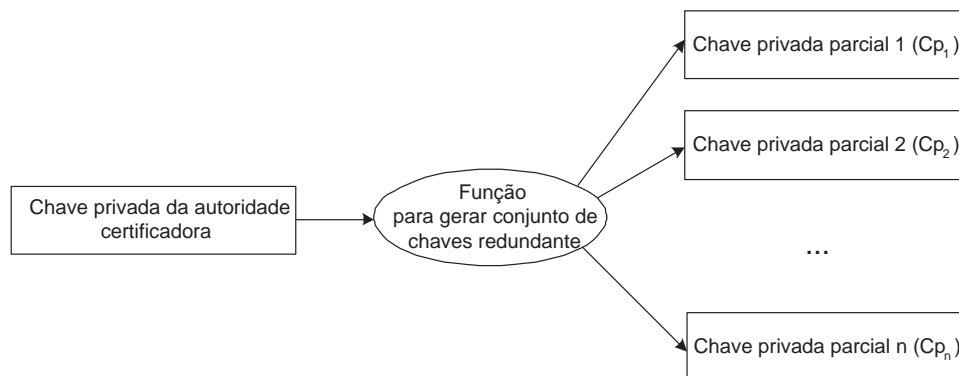 Chave privada parcial 1 (Cp₁)
Chave privada parcial 2 (Cp₂)
Chave privada da autoridade
certificadora
Função
para gerar conjunto de
chaves redundante
...
Chave privada parcial n (Cpₙ)